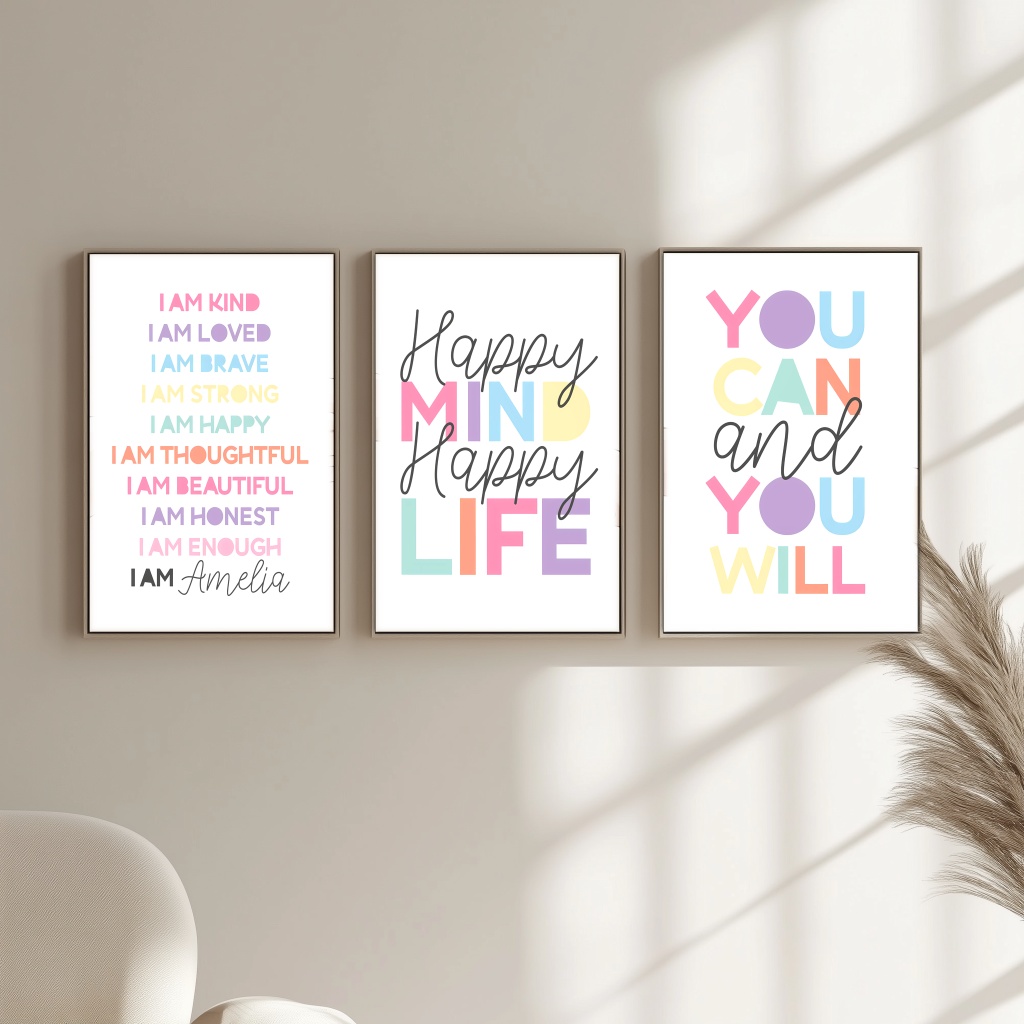 I AM KIND
I AM LOVED
I AM BRAVE
I AM STRONG
I AM HAPPY
I AM THOUGHTFUL
I AM BEAUTIFUL
I AM HONEST
I AM ENOUGH
I AM Amelia
Happy
MIND
Happy
LIFE
YOU
CAN
and
YOU
WILL